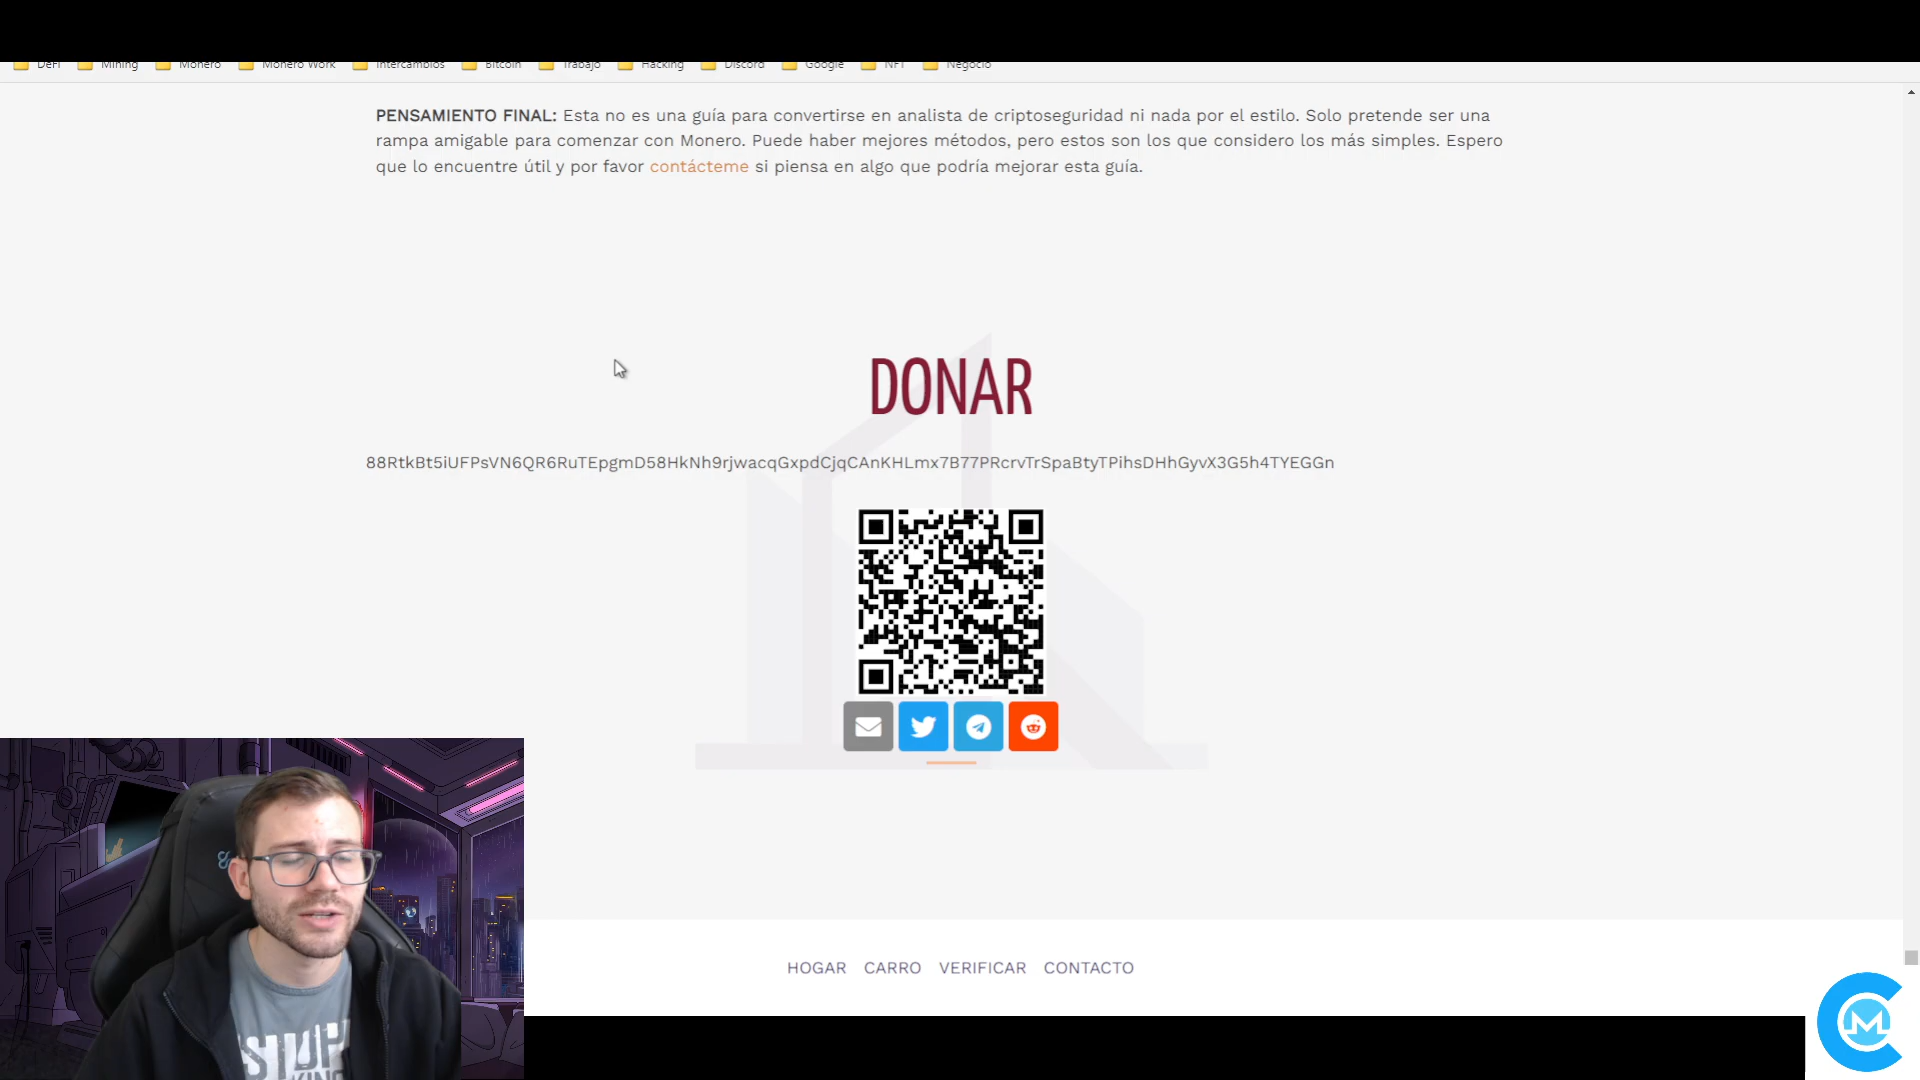 DeFi Mining Monero Monero Work Intercambios Bitcoin Trabajo Hacking Discord Google NFT Negocio
PENSAMIENTO FINAL: Esta no es una guía para convertirse en analista de criptoseguridad ni nada por el estilo. Solo pretende ser una
rampa amigable para comenzar con Monero. Puede haber mejores métodos, pero estos son los que considero los más simples. Espero
que lo encuentre útil y por favor contácteme si piensa en algo que podría mejorar esta guía.
DONAR
88RtkBt5iUFPsVN6QR6RuTEpgmD58HkNh9rjwacqGxpdCjqCAnKHLmx7B77PRcrvTrSpaBtyTPihsDHhGyvX3G5h4TYEGGn
HOGAR CARRO VERIFICAR CONTACTO